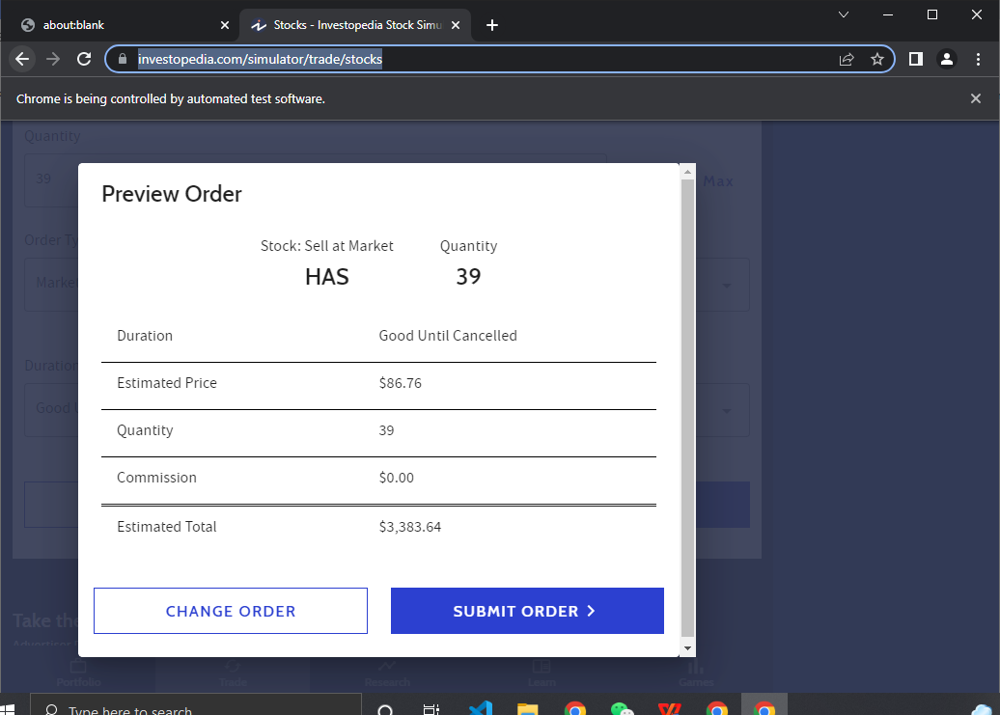 about:blank
Stocks - Investopedia Stock Simu
investopedia.com/simulator/trade/stocks
Chrome is being controlled by automated test software.
Quantity
39
Max
Preview Order
Stock: Sell at Market Quantity
HAS 39
Order Ty
Marke
Duration Good Until Cancelled
Duration
Estimated Price $86.76
Good U
Quantity 39
Commission $0.00
Estimated Total $3,383.64
CHANGE ORDER SUBMIT ORDER
Take the
Portfolio Trade Research Learn Games
Type here to search